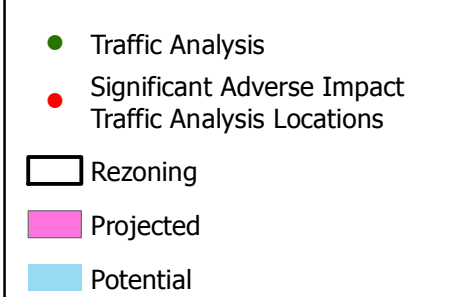 Traffic Analysis
Significant Adverse Impact
Traffic Analysis Locations
Rezoning
Projected
Potential